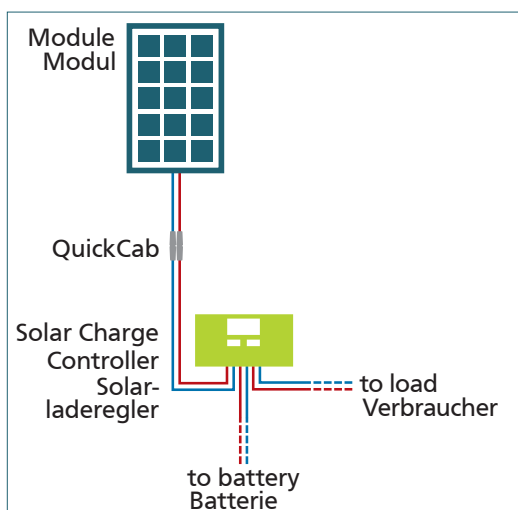 Module
Modul
QuickCab
Solar Charge
Controller
Solar-
laderegler
to load
Verbraucher
to battery
Batterie